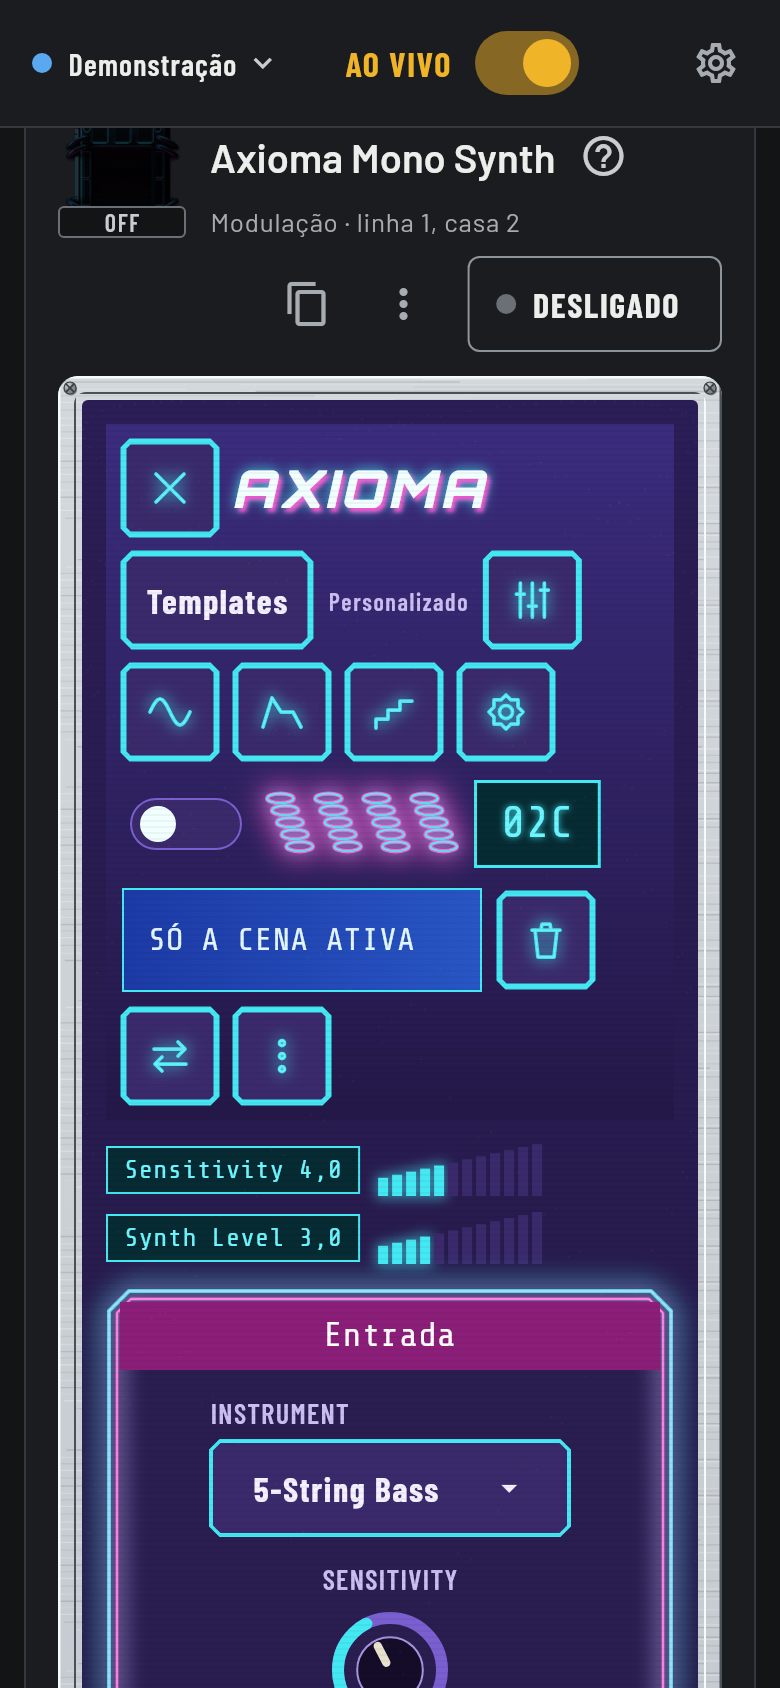 Demonstração
AO VIVO
Axioma Mono Synth
OFF
Modulação · linha 1, casa 2
DESLIGADO
AXIOMA
Templates
Personalizado
02C
SÓ A CENA ATIVA
Sensitivity 4,0
Synth Level 3,0
Entrada
INSTRUMENT
5-String Bass
SENSITIVITY